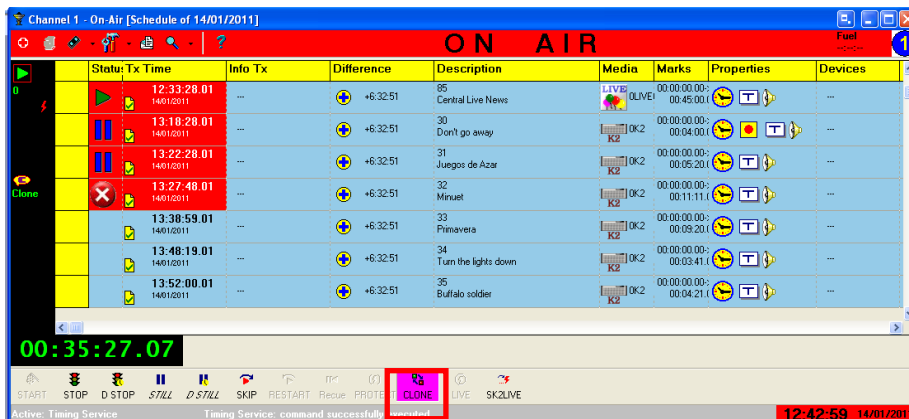 Channel 1 - On-Air [Schedule of 14/01/2011]
? ON AIR Fuel
--:--:-- 1
Status Tx Time Info Tx Difference Description Media Marks Properties Devices
0 12:33:28.01 14/01/2011 --- +6:32:51 85 Central Live News LIVE 0LIVE 00:00:00.00- 00:45:00. ---
13:18:28.01 14/01/2011 --- +6:32:51 30 Don't go away K2 0K2 00:00:00.00- 00:04:00. T ---
13:22:28.01 14/01/2011 --- +6:32:51 31 Juegos de Azar K2 0K2 00:00:00.00- 00:05:20. T ---
Clone 13:27:48.01 14/01/2011 --- +6:32:51 32 Minuet K2 0K2 00:00:00.00- 00:11:11. T ---
13:38:59.01 14/01/2011 --- +6:32:51 33 Primavera K2 0K2 00:00:00.00- 00:09:20. T ---
13:48:19.01 14/01/2011 --- +6:32:51 34 Turn the lights down K2 0K2 00:00:00.00- 00:03:41. T ---
13:52:00.01 14/01/2011 --- +6:32:51 35 Buffalo soldier K2 0K2 00:00:00.00- 00:04:21. T ---
00:35:27.07
START STOP D STOP STILL D STILL SKIP RESTART Recue PROTECT CLONE LIVE SK2LIVE
Active: Timing Service Timing Service: command successfully executed 12:42:59 14/01/201